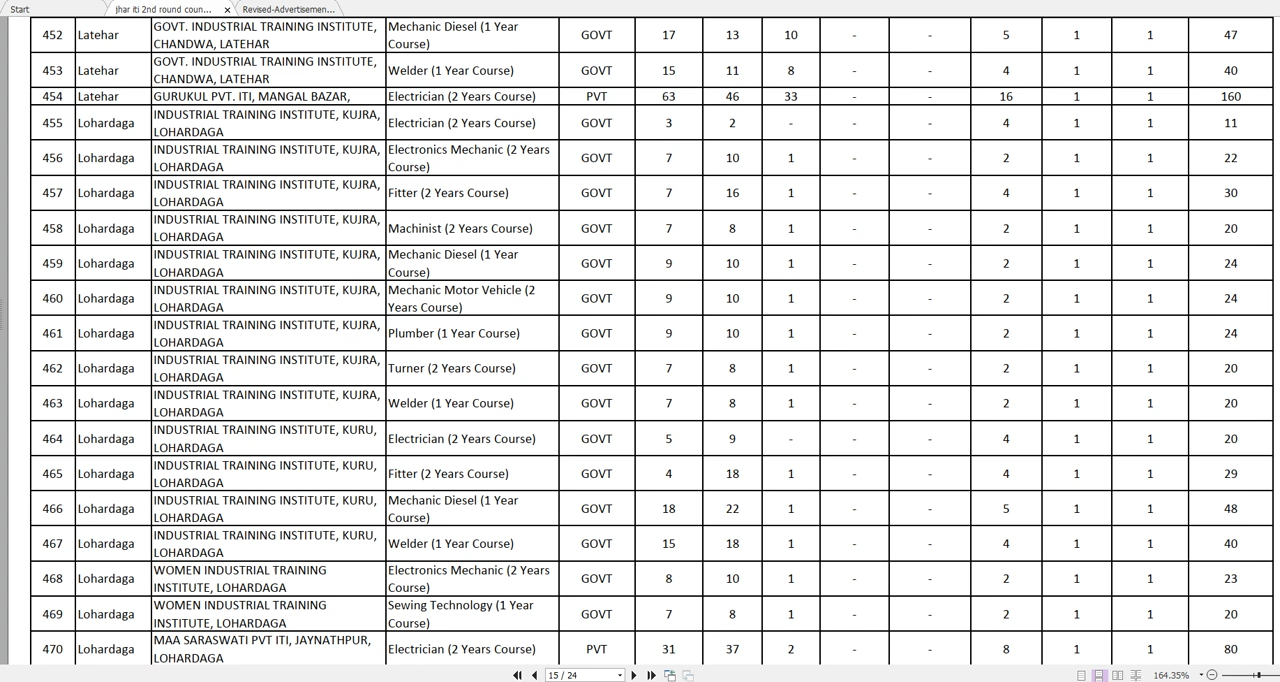 Start jhar iti 2nd round coun... x Revised-Advertisemen...
452 Latehar GOVT. INDUSTRIAL TRAINING INSTITUTE, CHANDWA, LATEHAR Mechanic Diesel (1 Year Course) GOVT 17 13 10 - - 5 1 1 47
453 Latehar GOVT. INDUSTRIAL TRAINING INSTITUTE, CHANDWA, LATEHAR Welder (1 Year Course) GOVT 15 11 8 - - 4 1 1 40
454 Latehar GURUKUL PVT. ITI, MANGAL BAZAR, Electrician (2 Years Course) PVT 63 46 33 - - 16 1 1 160
455 Lohardaga INDUSTRIAL TRAINING INSTITUTE, KUJRA, LOHARDAGA Electrician (2 Years Course) GOVT 3 2 - - - 4 1 1 11
456 Lohardaga INDUSTRIAL TRAINING INSTITUTE, KUJRA, LOHARDAGA Electronics Mechanic (2 Years Course) GOVT 7 10 1 - - 2 1 1 22
457 Lohardaga INDUSTRIAL TRAINING INSTITUTE, KUJRA, LOHARDAGA Fitter (2 Years Course) GOVT 7 16 1 - - 4 1 1 30
458 Lohardaga INDUSTRIAL TRAINING INSTITUTE, KUJRA, LOHARDAGA Machinist (2 Years Course) GOVT 7 8 1 - - 2 1 1 20
459 Lohardaga INDUSTRIAL TRAINING INSTITUTE, KUJRA, LOHARDAGA Mechanic Diesel (1 Year Course) GOVT 9 10 1 - - 2 1 1 24
460 Lohardaga INDUSTRIAL TRAINING INSTITUTE, KUJRA, LOHARDAGA Mechanic Motor Vehicle (2 Years Course) GOVT 9 10 1 - - 2 1 1 24
461 Lohardaga INDUSTRIAL TRAINING INSTITUTE, KUJRA, LOHARDAGA Plumber (1 Year Course) GOVT 9 10 1 - - 2 1 1 24
462 Lohardaga INDUSTRIAL TRAINING INSTITUTE, KUJRA, LOHARDAGA Turner (2 Years Course) GOVT 7 8 1 - - 2 1 1 20
463 Lohardaga INDUSTRIAL TRAINING INSTITUTE, KUJRA, LOHARDAGA Welder (1 Year Course) GOVT 7 8 1 - - 2 1 1 20
464 Lohardaga INDUSTRIAL TRAINING INSTITUTE, KURU, LOHARDAGA Electrician (2 Years Course) GOVT 5 9 - - - 4 1 1 20
465 Lohardaga INDUSTRIAL TRAINING INSTITUTE, KURU, LOHARDAGA Fitter (2 Years Course) GOVT 4 18 1 - - 4 1 1 29
466 Lohardaga INDUSTRIAL TRAINING INSTITUTE, KURU, LOHARDAGA Mechanic Diesel (1 Year Course) GOVT 18 22 1 - - 5 1 1 48
467 Lohardaga INDUSTRIAL TRAINING INSTITUTE, KURU, LOHARDAGA Welder (1 Year Course) GOVT 15 18 1 - - 4 1 1 40
468 Lohardaga WOMEN INDUSTRIAL TRAINING INSTITUTE, LOHARDAGA Electronics Mechanic (2 Years Course) GOVT 8 10 1 - - 2 1 1 23
469 Lohardaga WOMEN INDUSTRIAL TRAINING INSTITUTE, LOHARDAGA Sewing Technology (1 Year Course) GOVT 7 8 1 - - 2 1 1 20
470 Lohardaga MAA SARASWATI PVT ITI, JAYNATHPUR, LOHARDAGA Electrician (2 Years Course) PVT 31 37 2 - - 8 1 1 80
15 / 24 164.35%